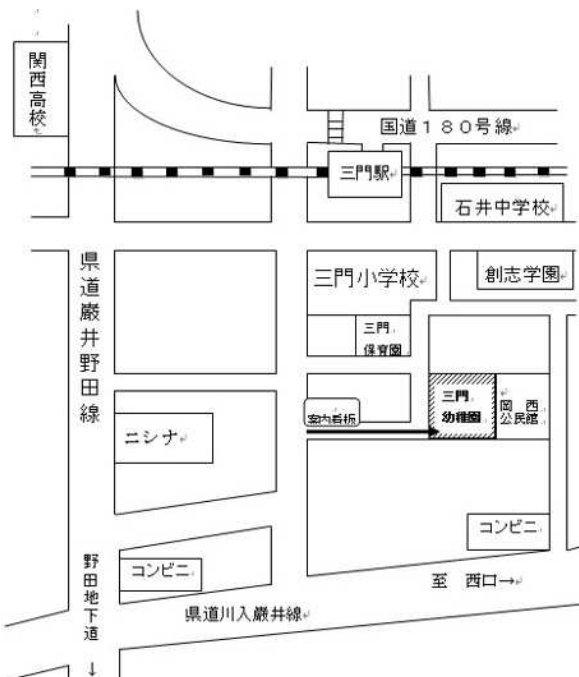 関西高校
国道180号線
三門駅
石井中学校
県道巌井野田線
三門小学校
創志学園
三門
保育園
三門
幼稚園
岡西
公民館
案内看板
ニシナ
コンビニ
コンビニ
野田地下道 ↓
至 西口→
県道川入巌井線